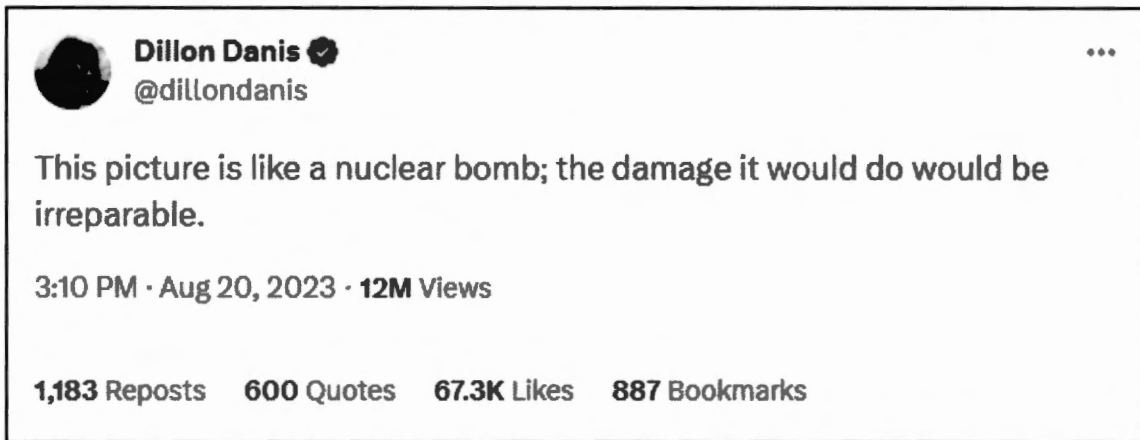 Dillon Danis
@dillondanis
This picture is like a nuclear bomb; the damage it would do would be
irreparable.
3:10 PM · Aug 20, 2023 · 12M Views
1,183 Reposts 600 Quotes 67.3K Likes 887 Bookmarks